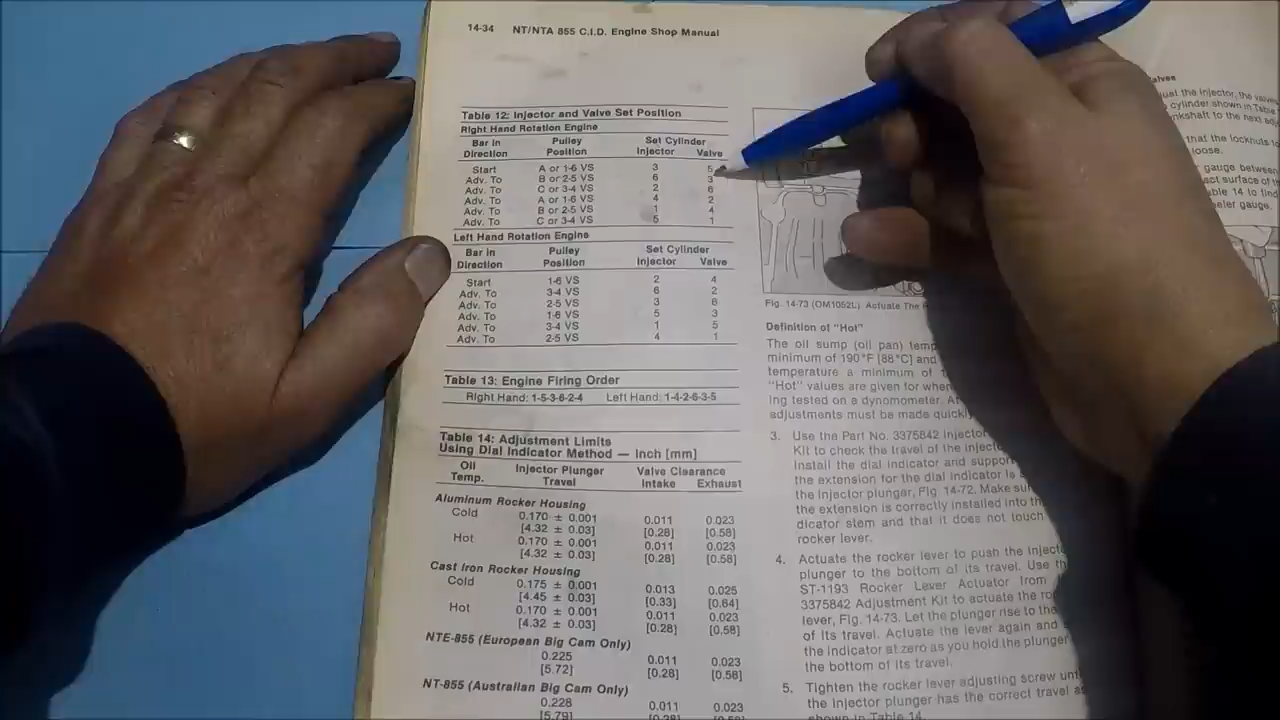 14-34 NT/NTA 855 C.I.D. Engine Shop Manual
Table 12: Injector and Valve Set Position
Right Hand Rotation Engine
Bar in Pulley Set Cylinder
Direction Position Injector Valve
Start A or 1-6 VS 3 5
Adv. To B or 2-5 VS 6 3
Adv. To C or 3-4 VS 2 6
Adv. To A or 1-6 VS 4 2
Adv. To B or 2-5 VS 1 4
Adv. To C or 3-4 VS 5 1
Left Hand Rotation Engine
Bar in Pulley Set Cylinder
Direction Position Injector Valve
Start 1-6 VS 2 4
Adv. To 3-4 VS 6 2
Adv. To 2-5 VS 3 6
Adv. To 1-6 VS 5 3
Adv. To 3-4 VS 1 5
Adv. To 2-5 VS 4 1
Table 13: Engine Firing Order
Right Hand: 1-5-3-6-2-4 Left Hand: 1-4-2-6-3-5
Table 14: Adjustment Limits
Using Dial Indicator Method — Inch [mm]
Oil Injector Plunger Valve Clearance
Temp. Travel Intake Exhaust
Aluminum Rocker Housing
Cold 0.170 ± 0.001 0.011 0.023
[4.32 ± 0.03] [0.28] [0.58]
Hot 0.170 ± 0.001 0.011 0.023
[4.32 ± 0.03] [0.28] [0.58]
Cast Iron Rocker Housing
Cold 0.175 ± 0.001 0.013 0.025
[4.45 ± 0.03] [0.33] [0.64]
Hot 0.170 ± 0.001 0.011 0.023
[4.32 ± 0.03] [0.28] [0.58]
NTE-855 (European Big Cam Only)
0.225 0.011 0.023
[5.72] [0.28] [0.58]
NT-855 (Australian Big Cam Only)
0.228 0.011 0.023
[5.79]
Fig. 14-73 (OM1052L). Actuate The
Definition of "Hot"
The oil sump (oil pan)
minimum of 190°F [88°C] and
temperature a minimum of
"Hot" values are given for when
ing tested on a dynometer.
adjustments must be made quickly
3. Use the Part No. 3375842 Injector
Kit to check the travel of the
Install the dial indicator and support
the extension for the dial indicator is
the injector plunger, Fig. 14-72. Make
the extension is correctly installed into
dicator stem and that it does not touch
rocker lever.
4. Actuate the rocker lever to push the
plunger to the bottom of its travel. Use
ST-1193 Rocker Lever Actuator from
3375842 Adjustment Kit to actuate the
lever, Fig. 14-73. Let the plunger rise to the
of its travel. Actuate the lever again and
the indicator at zero as you hold the plunger
the bottom of its travel.
5. Tighten the rocker lever adjusting screw
the injector plunger has the correct travel
shown in Table 14.
the injector, the
cylinder shown in
to the next
that the locknuts
loose.
gauge between
surface of
14 to find
gauge.